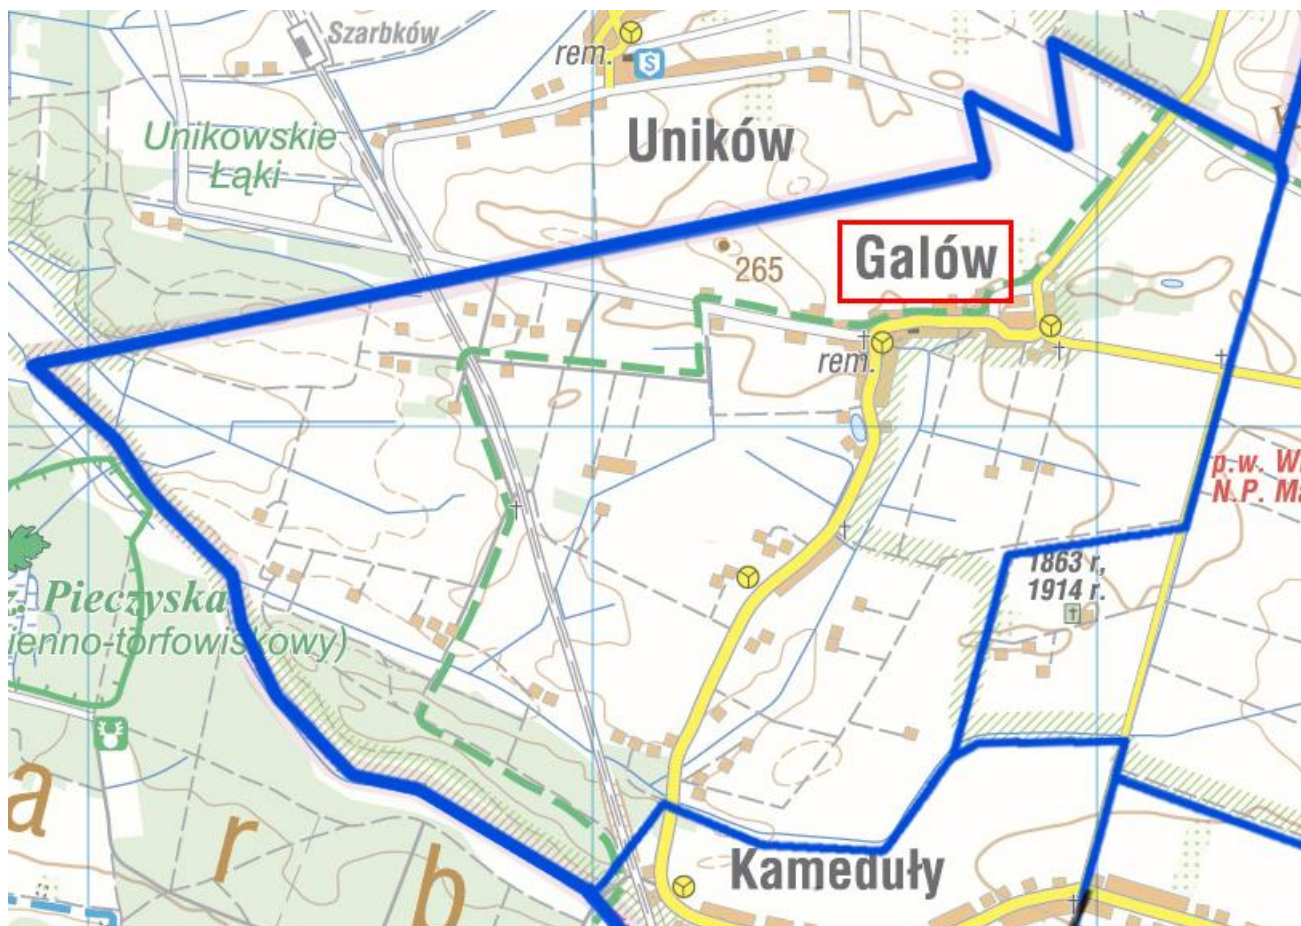 Szarbków
rem.
Unikowskie
Łąki
Uników
Galów
265
rem.
p.w.
N.P.
1863 r,
1914 r.
Pieczyska
ienno-torfowiskowy)
a
r
b
Kameduły